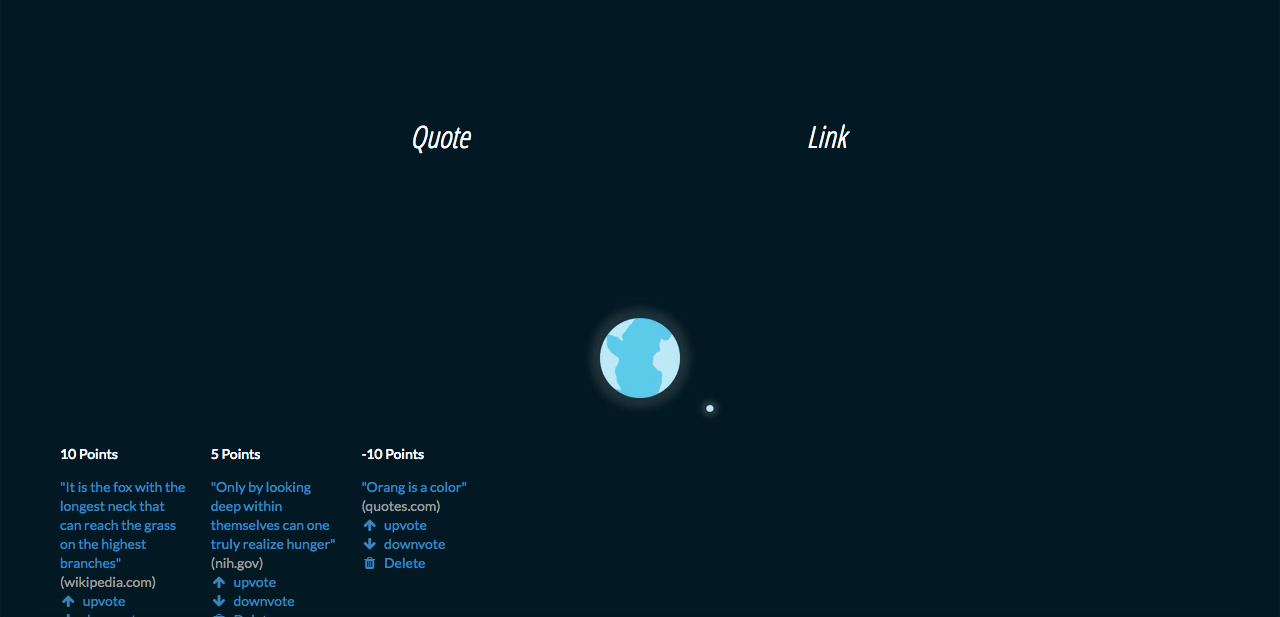 Quote
Link
10 Points
"It is the fox with the
longest neck that
can reach the grass
on the highest
branches"
(wikipedia.com)
upvote
5 Points
"Only by looking
deep within
themselves can one
truly realize hunger"
(nih.gov)
upvote
downvote
-10 Points
"Orang is a color"
(quotes.com)
upvote
downvote
Delete